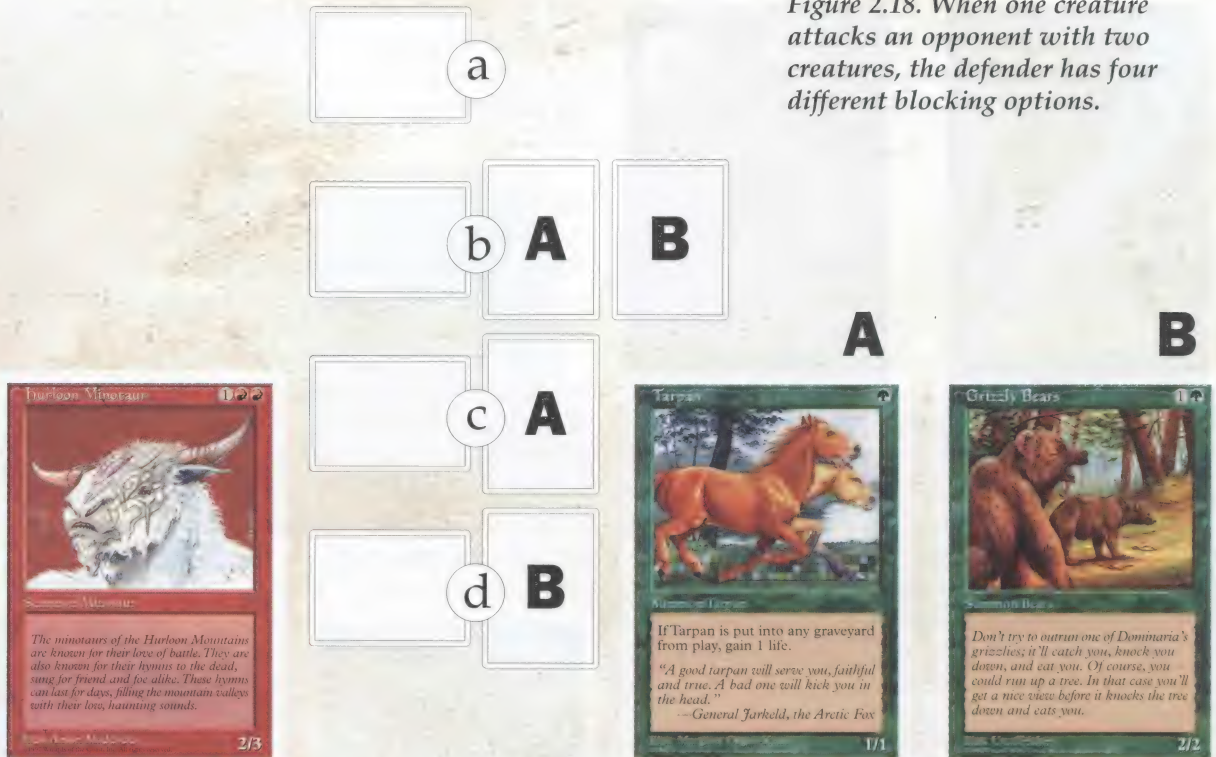 Figure 2.18. When one creature
attacks an opponent with two
creatures, the defender has four
different blocking options.
a
b A B
c A
d B
A
B
Hurloon Minotaur 1
Summon Minotaur
The minotaurs of the Hurloon Mountains
are known for their love of battle. They are
also known for their hymns to the dead,
sung for friend and foe alike. These hymns
can last for days, filling the mountain valleys
with their low, haunting sounds.
2/3
Tarpan
Summon Tarpan
If Tarpan is put into any graveyard
from play, gain 1 life.
"A good tarpan will serve you, faithful
and true. A bad one will kick you in
the head."
—General Jarkeld, the Arctic Fox
1/1
Grizzly Bears 1
Summon Bears
Don't try to outrun one of Dominaria's
grizzlies; it'll catch you, knock you
down, and eat you. Of course, you
could run up a tree. In that case you'll
get a nice view before it knocks the tree
down and eats you.
2/2